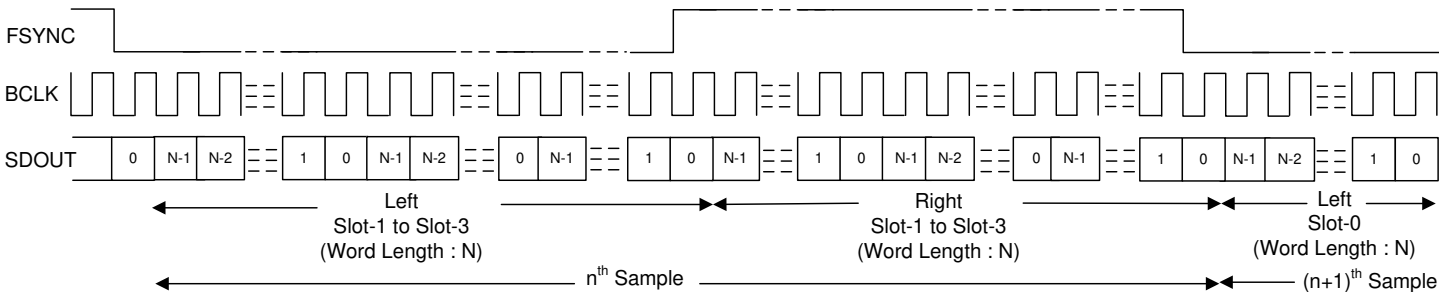 FSYNC
BCLK
SDOUT 0 N-1 N-2 1 0 N-1 N-2 0 N-1 1 0 N-1 1 0 N-1 N-2 0 N-1 1 0 N-1 N-2 1 0
Left Right Left
Slot-1 to Slot-3 Slot-1 to Slot-3 Slot-0
(Word Length : N) (Word Length : N) (Word Length : N)
nth Sample (n+1)th Sample